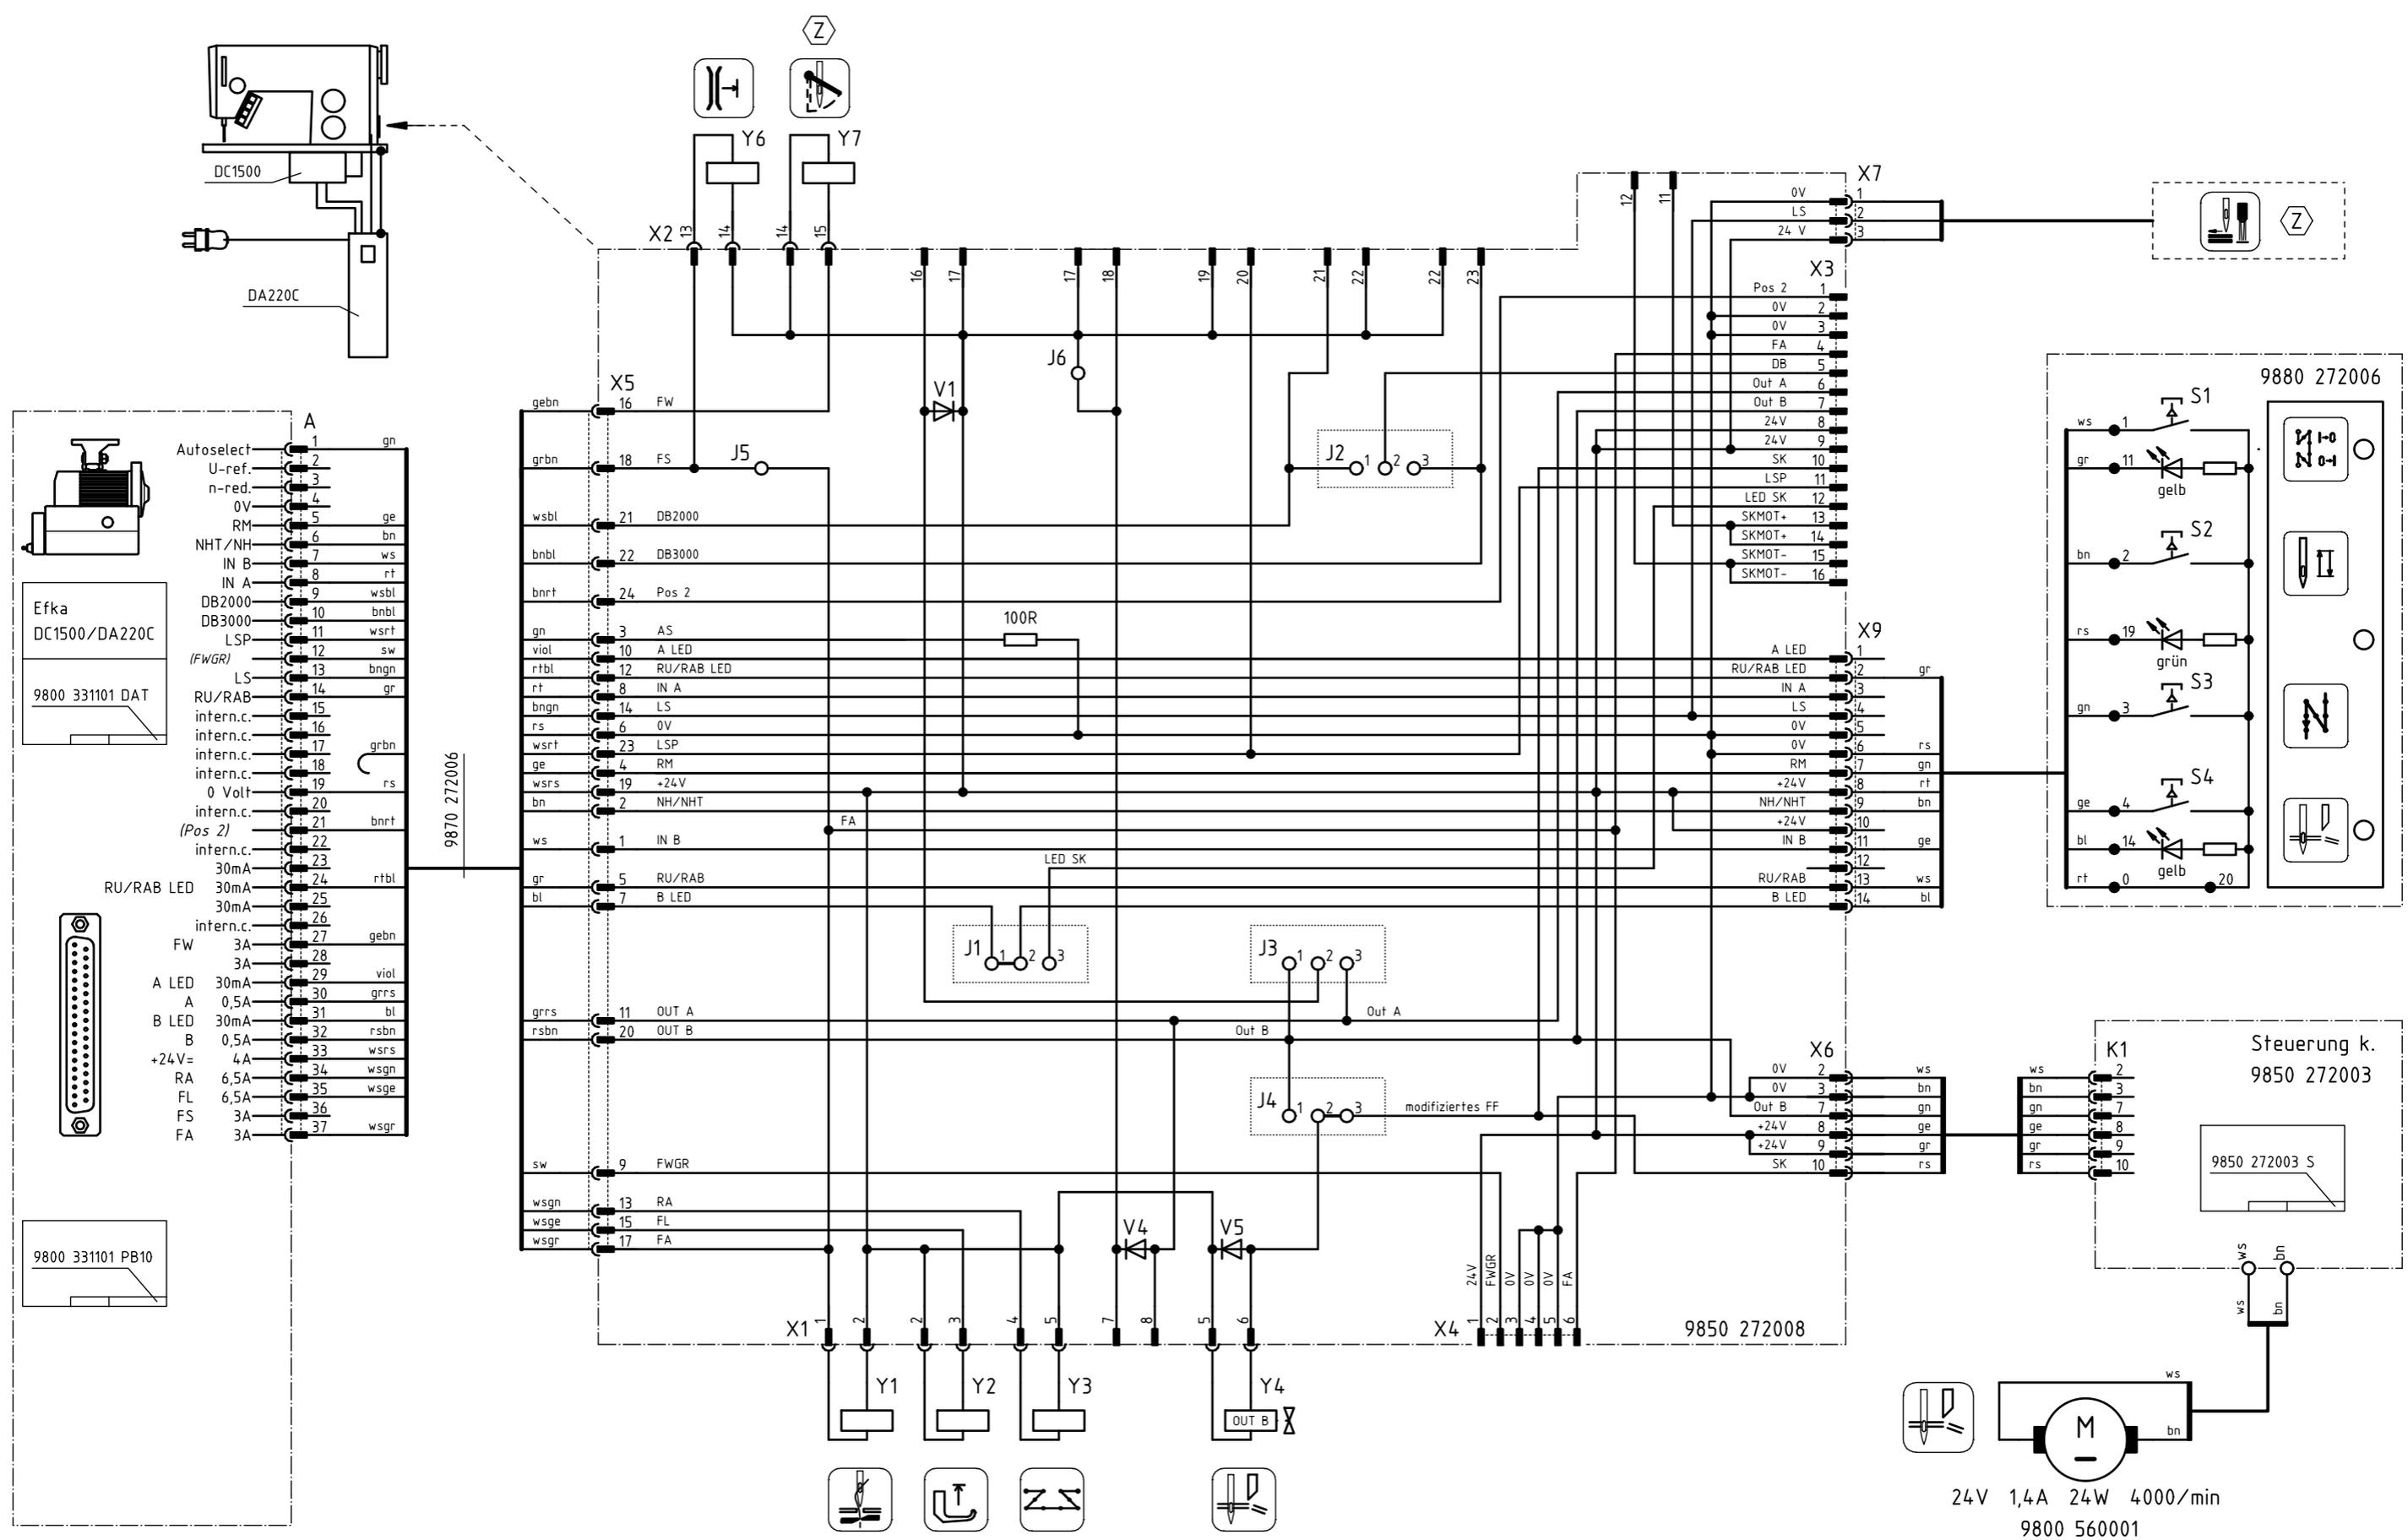 Z
Y6
Y7
DC1500
DA220C
X2
13
14
14
15
16
17
17
18
19
20
21
22
22
23
12
11
X7
0V 1
LS 2
24 V 3
Z
X3
Pos 2 1
0V 2
0V 3
FA 4
DB 5
Out A 6
Out B 7
24V 8
24V 9
SK 10
LSP 11
LED SK 12
SKMOT+ 13
SKMOT+ 14
SKMOT- 15
SKMOT- 16
J6
V1
J5
J2 1 2 3
100R
A
Autoselect 1 gn
U-ref. 2
n-red. 3
0V 4
RM 5 ge
NHT/NH 6 bn
IN B 7 ws
IN A 8 rt
DB2000 9 wsbl
DB3000 10 bnbl
LSP 11 wsrt
(FWGR) 12 sw
LS 13 bngn
RU/RAB 14 gr
intern.c. 15
intern.c. 16
intern.c. 17 grbn
intern.c. 18
0 Volt 19 rs
intern.c. 20
(Pos 2) 21 bnrt
intern.c. 22
30mA 23
RU/RAB LED 30mA 24 rtbl
30mA 25
intern.c. 26
FW 3A 27 gebn
3A 28
A LED 30mA 29 viol
A 0,5A 30 grrs
B LED 30mA 31 bl
B 0,5A 32 rsbn
+24V= 4A 33 wsrs
RA 6,5A 34 wsgn
FL 6,5A 35 wsge
FS 3A 36
FA 3A 37 wsgr
Efka
DC1500/DA220C
9800 331101 DAT
9800 331101 PB10
9870 272006
X5
gebn 16 FW
grbn 18 FS
wsbl 21 DB2000
bnbl 22 DB3000
bnrt 24 Pos 2
gn 3 AS
viol 10 A LED
rtbl 12 RU/RAB LED
rt 8 IN A
bngn 14 LS
rs 6 0V
wsrt 23 LSP
ge 4 RM
wsrs 19 +24V
bn 2 NH/NHT
FA
ws 1 IN B
LED SK
gr 5 RU/RAB
bl 7 B LED
grrs 11 OUT A
rsbn 20 OUT B
sw 9 FWGR
wsgn 13 RA
wsge 15 FL
wsgr 17 FA
J1 1 2 3
J3 1 2 3
Out A
Out B
J4 1 2 3
modifiziertes FF
V4
V5
X9
A LED 1
RU/RAB LED 2 gr
IN A 3
LS 4
0V 5
0V 6 rs
RM 7 gn
+24V 8 rt
NH/NHT 9 bn
+24V 10
IN B 11 ge
12
RU/RAB 13 ws
B LED 14 bl
9880 272006
ws 1 S1
gr 11
gelb
bn 2 S2
rs 19
grün
gn 3 S3
ge 4 S4
bl 14
gelb
rt 0 20
I→0
0→I
X6
0V 2 ws
0V 3 bn
Out B 7 gn
+24V 8 ge
+24V 9 gr
SK 10 rs
K1
ws 2
bn 3
gn 7
ge 8
gr 9
rs 10
Steuerung k.
9850 272003
9850 272003 S
ws
bn
ws
bn
X4
24V 1
FWGR 2
0V 3
0V 4
0V 5
FA 6
9850 272008
X1
1
2
2
3
4
5
7
8
5
6
Y1
Y2
Y3
Y4
OUT B
ws
bn
M
24V 1,4A 24W 4000/min
9800 560001